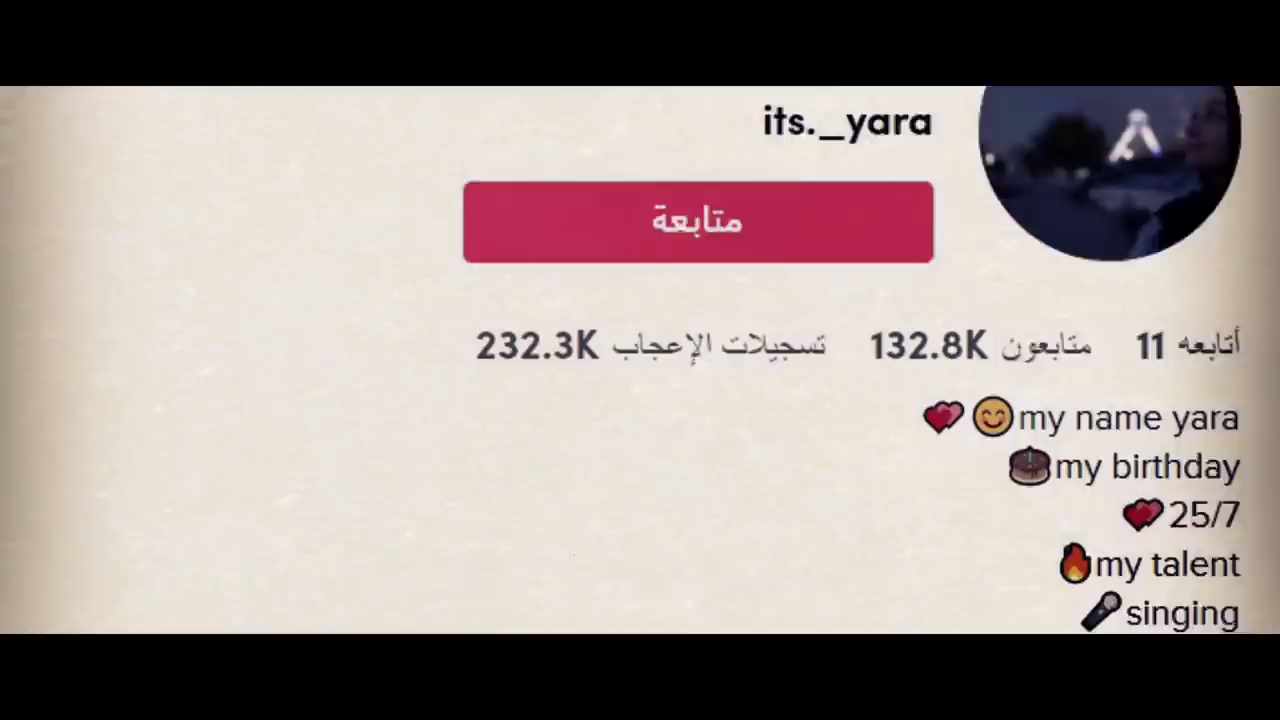 its._yara
متابعة
أتابعه 11 متابعون 132.8K تسجيلات الإعجاب 232.3K
my name yara😊💕
my birthday🎂
25/7💕
my talent🔥
singing🎤